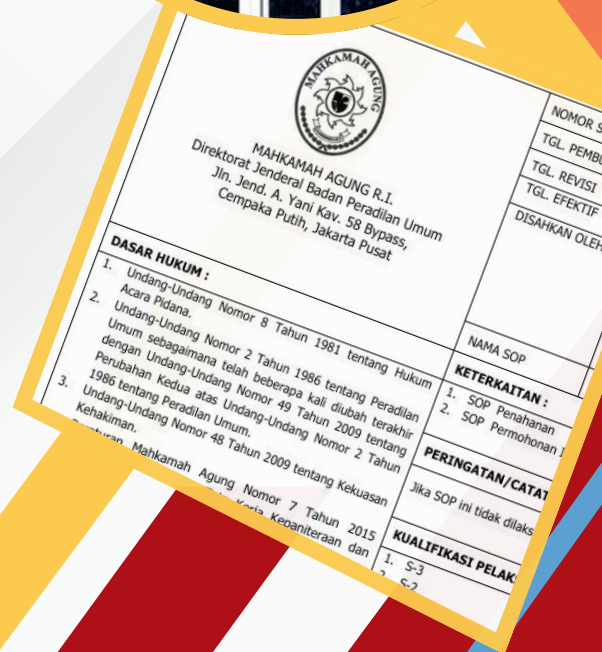 MAHKAMAH AGUNG
MAHKAMAH AGUNG R.I.
Direktorat Jenderal Badan Peradilan Umum
Jln. Jend. A. Yani Kav. 58 Bypass,
Cempaka Putih, Jakarta Pusat
NOMOR S
TGL. PEMBU
TGL. REVISI
TGL. EFEKTIF
DISAHKAN OLEH
NAMA SOP
DASAR HUKUM :
1. Undang-Undang Nomor 8 Tahun 1981 tentang Hukum
Acara Pidana.
2. Undang-Undang Nomor 2 Tahun 1986 tentang Peradilan
Umum sebagaimana telah beberapa kali diubah terakhir
dengan Undang-Undang Nomor 49 Tahun 2009 tentang
Perubahan Kedua atas Undang-Undang Nomor 2 Tahun
1986 tentang Peradilan Umum.
3. Undang-Undang Nomor 48 Tahun 2009 tentang Kekuasan
Kehakiman.
Mahkamah Agung Nomor 7 Tahun 2015
Kerja Kepaniteraan dan
KETERKAITAN :
1. SOP Penahanan
2. SOP Permohonan
PERINGATAN/CATAT
Jika SOP ini tidak dilaks
KUALIFIKASI PELAK
1. S-3
2. S-2